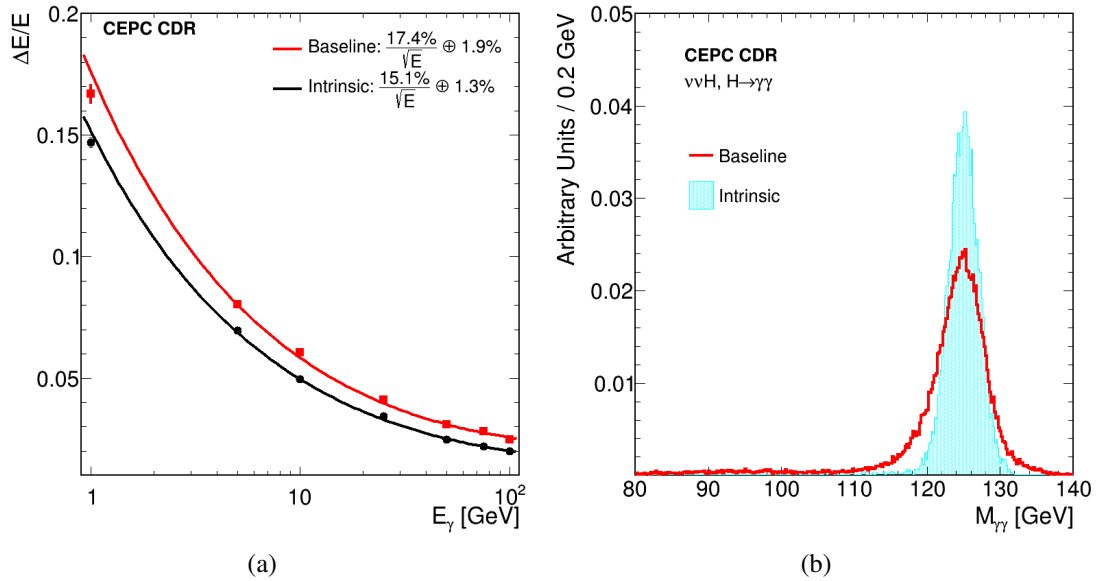 CEPC CDR
Baseline: 17.4%/√E ⊕ 1.9%
Intrinsic: 15.1%/√E ⊕ 1.3%
ΔE/E
0.2
0.15
0.1
0.05
1
10
10²
E_γ [GeV]
(a)
CEPC CDR
ννH, H→γγ
Baseline
Intrinsic
Arbitrary Units / 0.2 GeV
0.05
0.04
0.03
0.02
0.01
80
90
100
110
120
130
140
M_γγ [GeV]
(b)